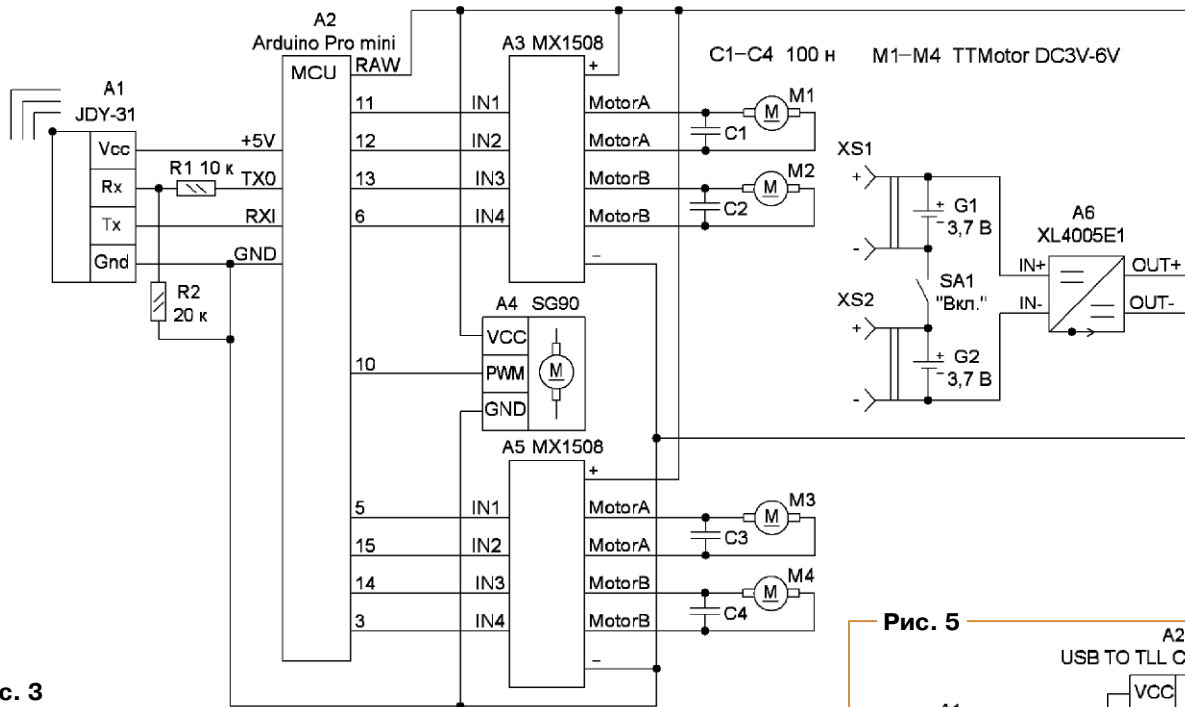 A1
JDY-31
Vcc
Rx
Tx
Gnd
R1 10 к
R2
20 к
+5V
TX0
RXI
GND
A2
Arduino Pro mini
MCU
RAW
11
12
13
6
10
5
15
14
3
A3 MX1508
IN1
IN2
IN3
IN4
+
MotorA
MotorA
MotorB
MotorB
–
C1
C2
M1
M
M2
M
A4 SG90
VCC
PWM
GND
M
A5 MX1508
IN1
IN2
IN3
IN4
+
MotorA
MotorA
MotorB
MotorB
–
C3
C4
M3
M
M4
M
C1–C4 100 н
M1–M4 TTMotor DC3V-6V
XS1
+
-
XS2
+
-
+ G1
- 3,7 В
SA1
"Вкл."
+ G2
- 3,7 В
A6
XL4005E1
IN+
IN-
OUT+
OUT-
с. 3
Рис. 5
A2
USB TO TLL C
VCC